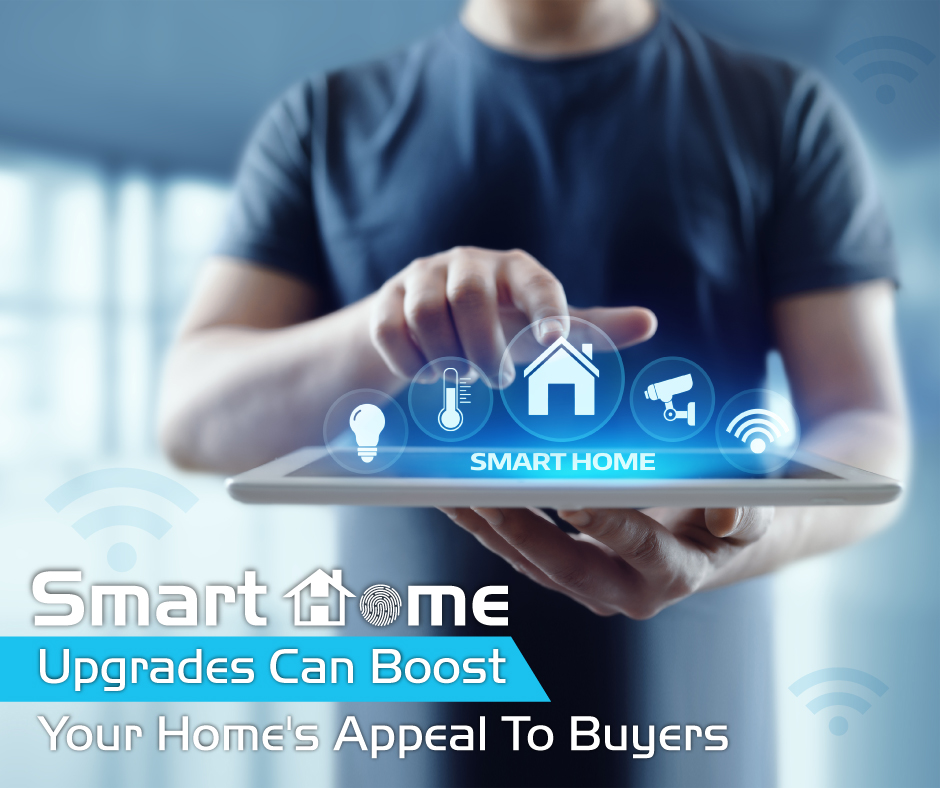 SMART HOME
Smart Home
Upgrades Can Boost
Your Home's Appeal To Buyers